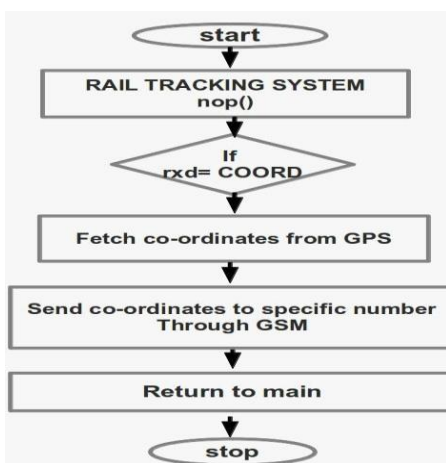 start
RAIL TRACKING SYSTEM
nop()
If
rxd= COORD
Fetch co-ordinates from GPS
Send co-ordinates to specific number
Through GSM
Return to main
stop